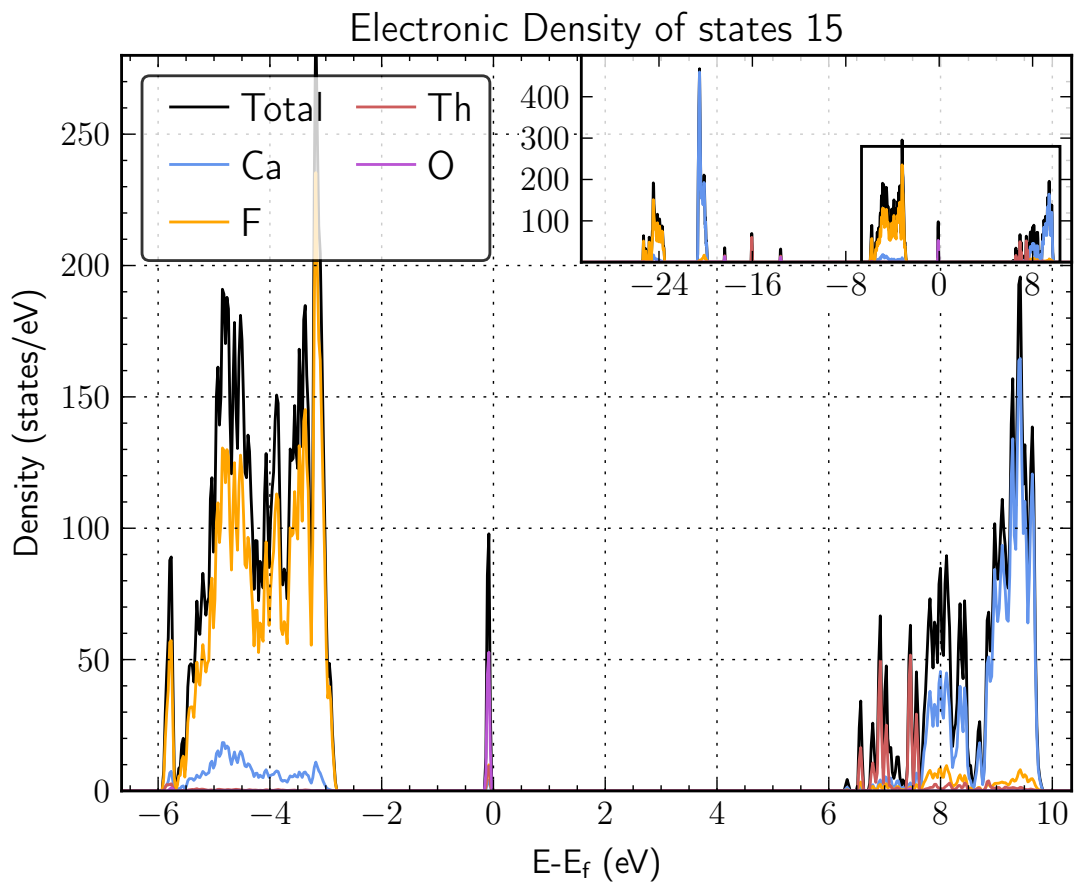 Electronic Density of states 15
Total
Ca
F
Th
O
400
300
200
100
−24 −16 −8 0 8
250
200
150
100
50
0
Density (states/eV)
−6 −4 −2 0 2 4 6 8 10
E-E_f (eV)